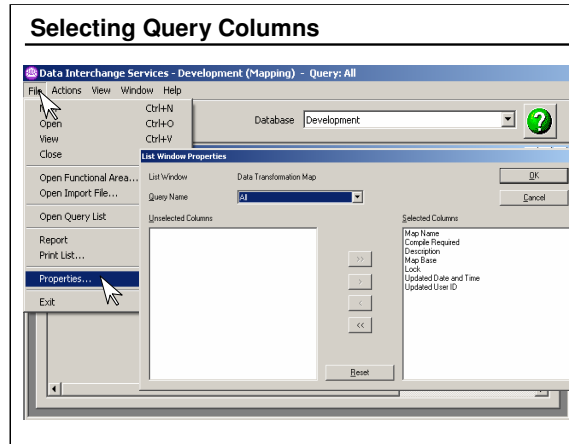 Selecting Query Columns
Data Interchange Services - Development (Mapping) - Query: All
File Actions View Window Help
Ctrl+N
Open Ctrl+O
View Ctrl+V
Close
Open Functional Area...
Open Import File...
Open Query List
Report
Print List...
Properties...
Exit
Database Development
?
List Window Properties
List Window Data Transformation Map
Query Name All
OK
Cancel
Unselected Columns
Selected Columns
Map Name
Compile Required
Description
Map Base
Lock
Updated Date and Time
Updated User ID
>>
>
<
<<
Reset